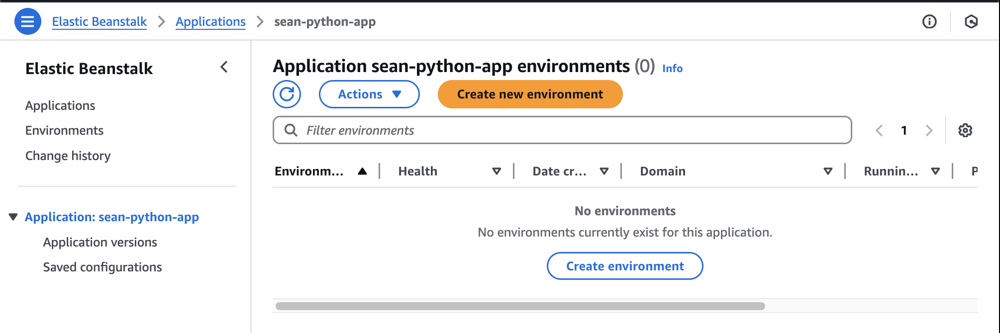 Elastic Beanstalk > Applications > sean-python-app
Elastic Beanstalk
Applications
Environments
Change history
Application: sean-python-app
Application versions
Saved configurations
Application sean-python-app environments (0) Info
Actions
Create new environment
Filter environments
1
Environm... Health Date cr... Domain Runnin... P
No environments
No environments currently exist for this application.
Create environment